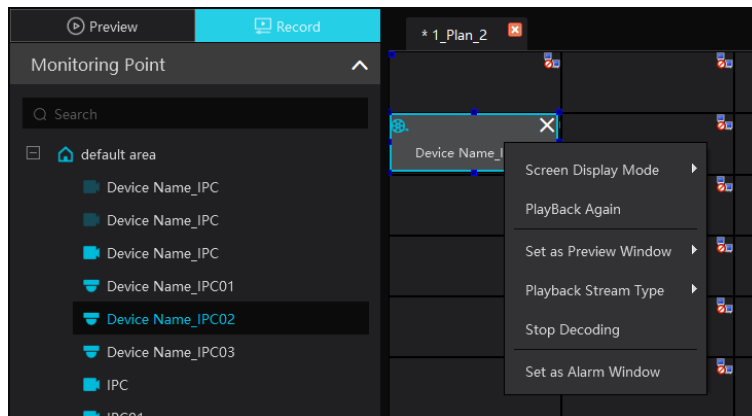 Preview
Record
* 1_Plan_2
Monitoring Point
Search
default area
Device Name_IPC
Device Name_IPC
Device Name_IPC
Device Name_IPC01
Device Name_IPC02
Device Name_IPC03
IPC
IPC01
Device Name_I
Screen Display Mode
PlayBack Again
Set as Preview Window
Playback Stream Type
Stop Decoding
Set as Alarm Window